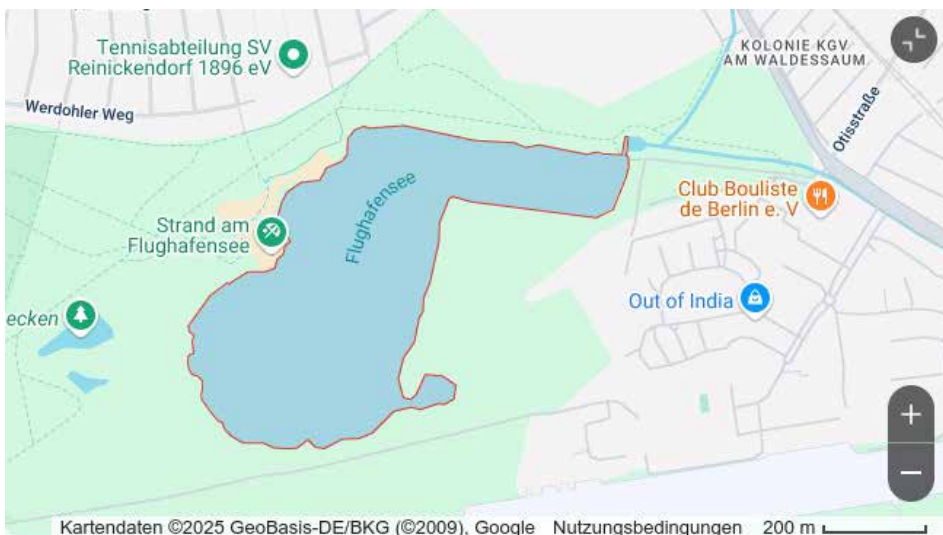 Tennisabteilung SV
Reinickendorf 1896 eV
KOLONIE KGV
AM WALDESSAUM
Werdohler Weg
Otisstraße
Flughafensee
Club Bouliste
de Berlin e. V
Strand am
Flughafensee
Out of India
ecken
+
−
Kartendaten ©2025 GeoBasis-DE/BKG (©2009), Google Nutzungsbedingungen 200 m